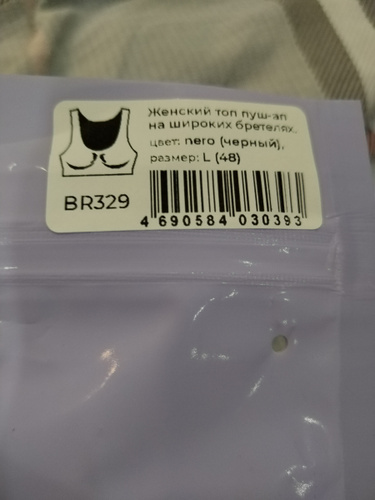 Женский топ пуш-ап
на широких бретелях.
цвет: nero (черный),
размер: L (48)
BR329
4 690584 030393